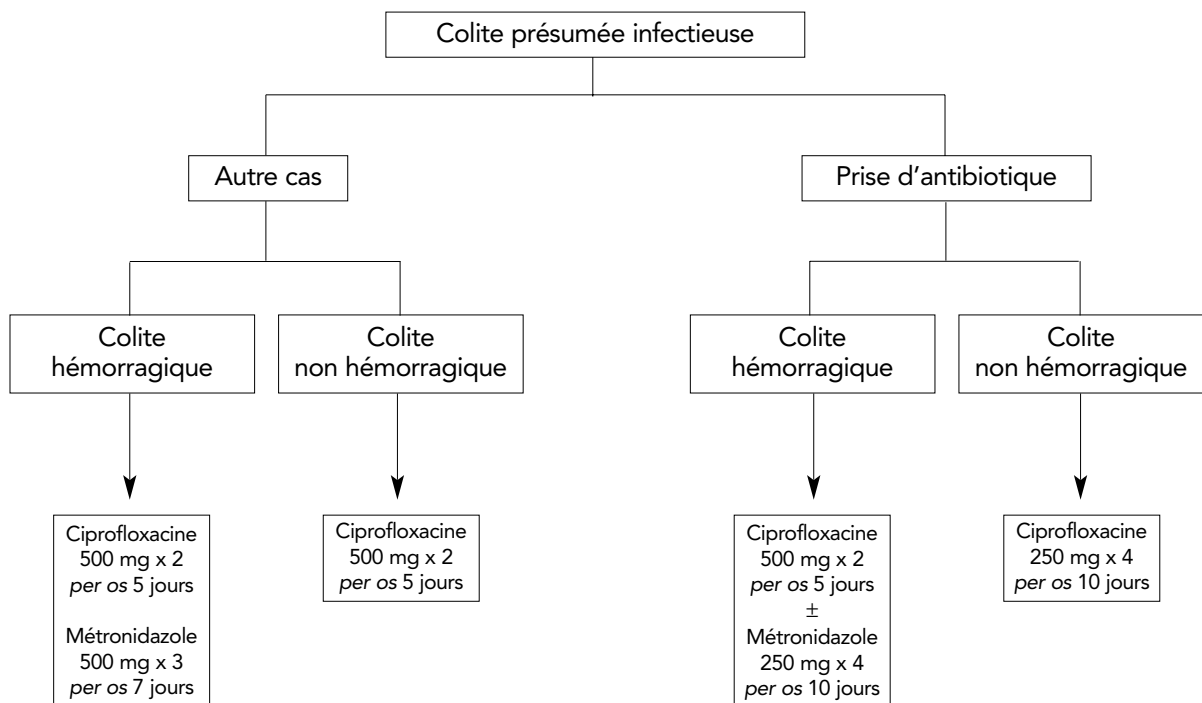 Colite présumée infectieuse
Autre cas
Prise d’antibiotique
Colite
hémorragique
Colite
non hémorragique
Colite
hémorragique
Colite
non hémorragique
Ciprofloxacine
500 mg x 2
per os 5 jours
Métronidazole
500 mg x 3
per os 7 jours
Ciprofloxacine
500 mg x 2
per os 5 jours
Ciprofloxacine
500 mg x 2
per os 5 jours
±
Métronidazole
250 mg x 4
per os 10 jours
Ciprofloxacine
250 mg x 4
per os 10 jours